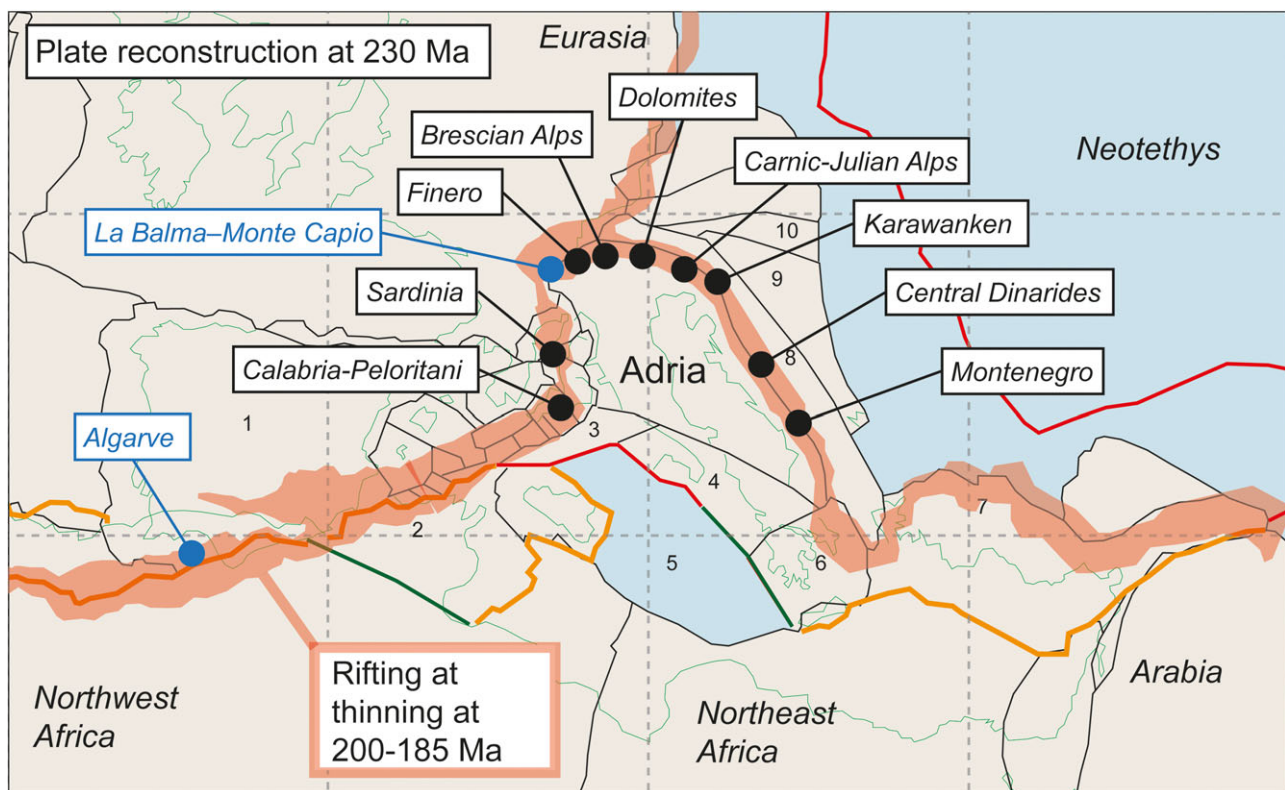 Plate reconstruction at 230 Ma
Eurasia
Dolomites
Brescian Alps
Carnic-Julian Alps
Neotethys
Finero
Karawanken
La Balma–Monte Capio
10
9
Sardinia
Central Dinarides
Calabria-Peloritani
Adria
8
Montenegro
1
Algarve
3
4
2
7
5
6
Rifting at
thinning at
200-185 Ma
Northwest
Africa
Northeast
Africa
Arabia